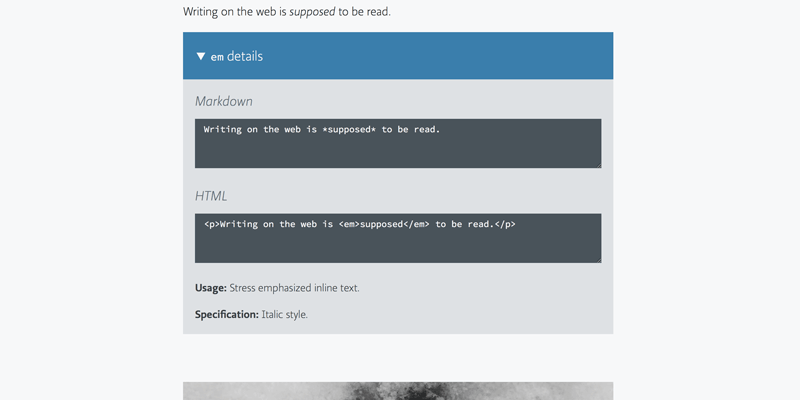 Writing on the web is supposed to be read.
▼ em details
Markdown
Writing on the web is *supposed* to be read.
HTML
<p>Writing on the web is <em>supposed</em> to be read.</p>
Usage: Stress emphasized inline text.
Specification: Italic style.